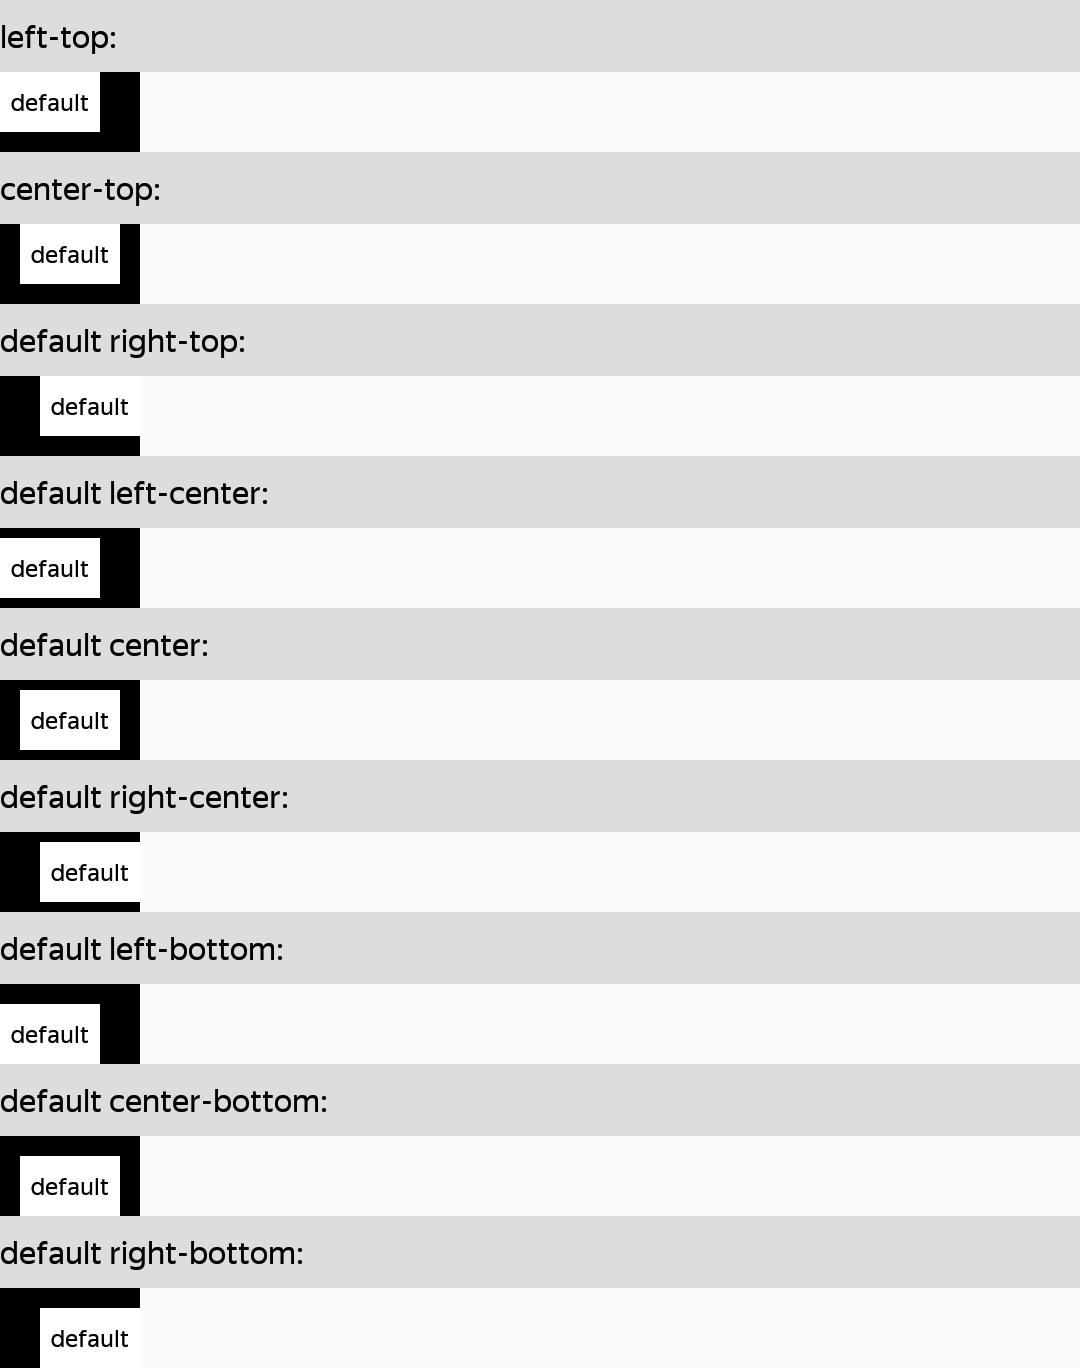 left-top:
default
center-top:
default
default right-top:
default
default left-center:
default
default center:
default
default right-center:
default
default left-bottom:
default
default center-bottom:
default
default right-bottom:
default